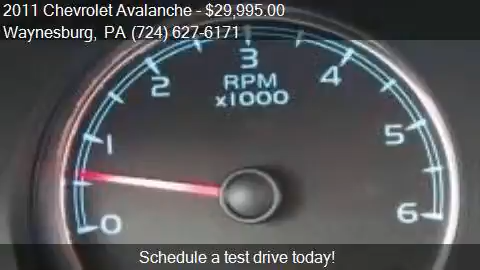 2011 Chevrolet Avalanche - $29,995.00
Waynesburg, PA (724) 627-6171
3
2
4
RPM
x1000
1
5
0
6
Schedule a test drive today!